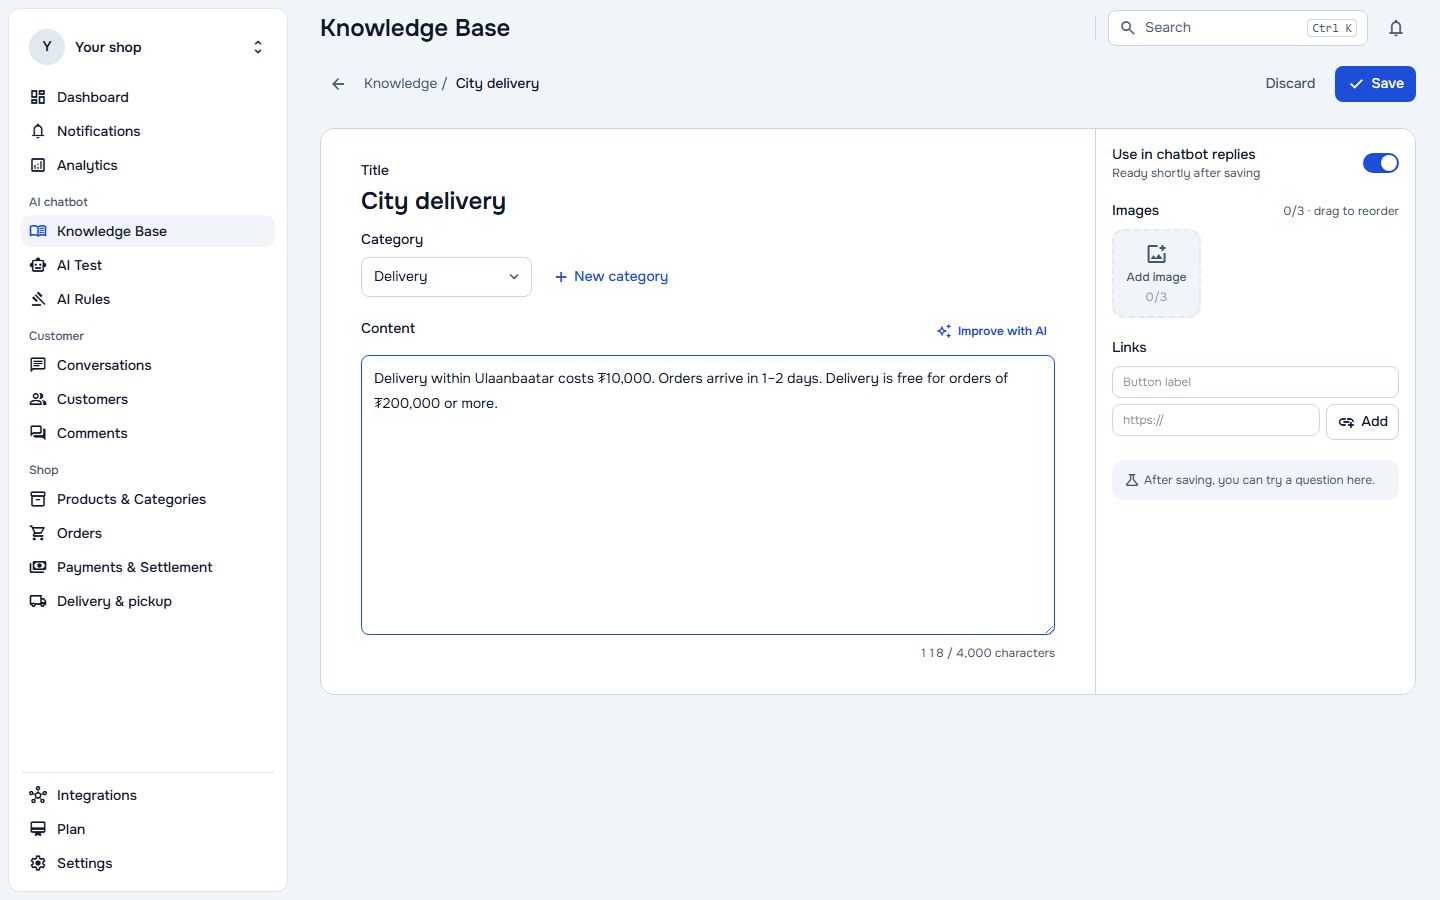 Y
Your shop
Dashboard
Notifications
Analytics
AI chatbot
Knowledge Base
AI Test
AI Rules
Customer
Conversations
Customers
Comments
Shop
Products & Categories
Orders
Payments & Settlement
Delivery & pickup
Integrations
Plan
Settings
Knowledge Base
Search
Ctrl K
Knowledge / City delivery
Discard
Save
Title
City delivery
Category
Delivery
New category
Content
Improve with AI
Delivery within Ulaanbaatar costs ₮10,000. Orders arrive in 1–2 days. Delivery is free for orders of
₮200,000 or more.
118 / 4,000 characters
Use in chatbot replies
Ready shortly after saving
Images
0/3 · drag to reorder
Add image
0/3
Links
Button label
https://
Add
After saving, you can try a question here.